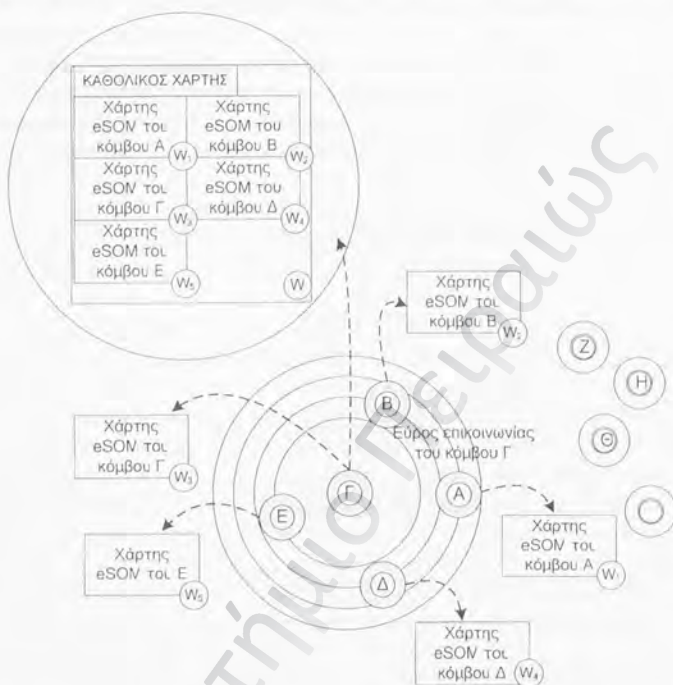 ΚΑΘΟΛΙΚΟΣ ΧΑΡΤΗΣ
Χάρτης
eSOM του
κόμβου Α
W₁
Χάρτης
eSOM του
κόμβου Β
W₂
Χάρτης
eSOM του
κόμβου Γ
W₃
Χάρτης
eSOM του
κόμβου Δ
W₄
Χάρτης
eSOM του
κόμβου Ε
W₅
W
Χάρτης
eSOM του
κόμβου Β
W₂
Ζ
Η
Θ
Β
Εύρος επικοινωνίας
του κόμβου Γ
Χάρτης
eSOM του
κόμβου Γ
W₃
Γ
Α
Ε
Χάρτης
eSOM του Ε
W₅
Χάρτης
eSOM του
κόμβου Α
W₁
Δ
Χάρτης
eSOM του
κόμβου Δ
W₄
Πειραιώς